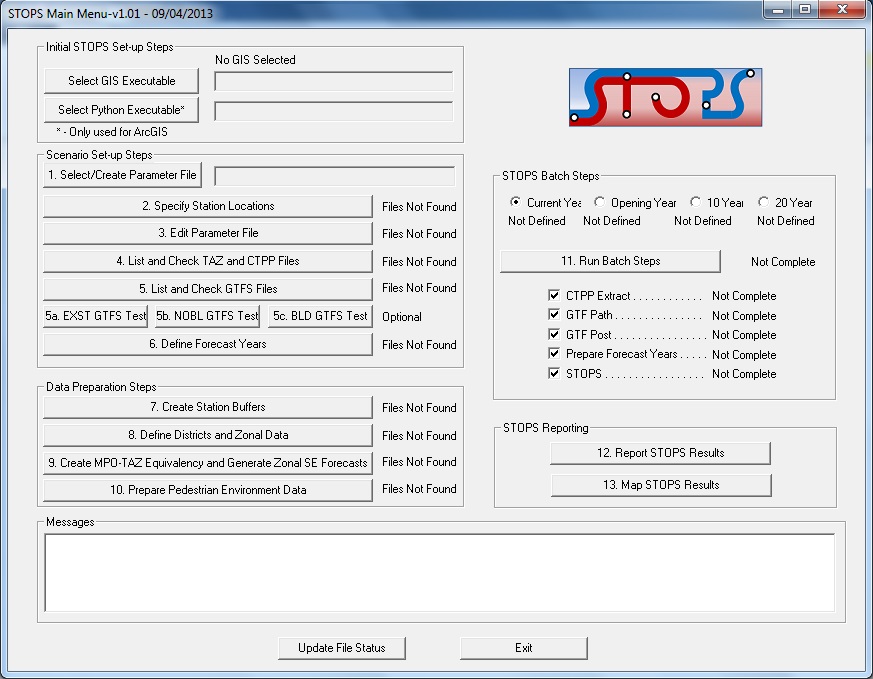 STOPS Main Menu-v1.01 - 09/04/2013
Initial STOPS Set-up Steps
No GIS Selected
Select GIS Executable
Select Python Executable*
* - Only used for ArcGIS
Scenario Set-up Steps
1. Select/Create Parameter File
2. Specify Station Locations Files Not Found
3. Edit Parameter File Files Not Found
4. List and Check TAZ and CTPP Files Files Not Found
5. List and Check GTFS Files Files Not Found
5a. EXST GTFS Test 5b. NOBL GTFS Test 5c. BLD GTFS Test Optional
6. Define Forecast Years Files Not Found
Data Preparation Steps
7. Create Station Buffers Files Not Found
8. Define Districts and Zonal Data Files Not Found
9. Create MPO-TAZ Equivalency and Generate Zonal SE Forecasts Files Not Found
10. Prepare Pedestrian Environment Data Files Not Found
STOPS
STOPS Batch Steps
Current Yea Opening Year 10 Year 20 Year
Not Defined Not Defined Not Defined Not Defined
11. Run Batch Steps Not Complete
CTPP Extract . . . . . . . . . . . . Not Complete
GTF Path . . . . . . . . . . . . . . . Not Complete
GTF Post . . . . . . . . . . . . . . . Not Complete
Prepare Forecast Years . . . . . Not Complete
STOPS . . . . . . . . . . . . . . . . Not Complete
STOPS Reporting
12. Report STOPS Results
13. Map STOPS Results
Messages
Update File Status Exit